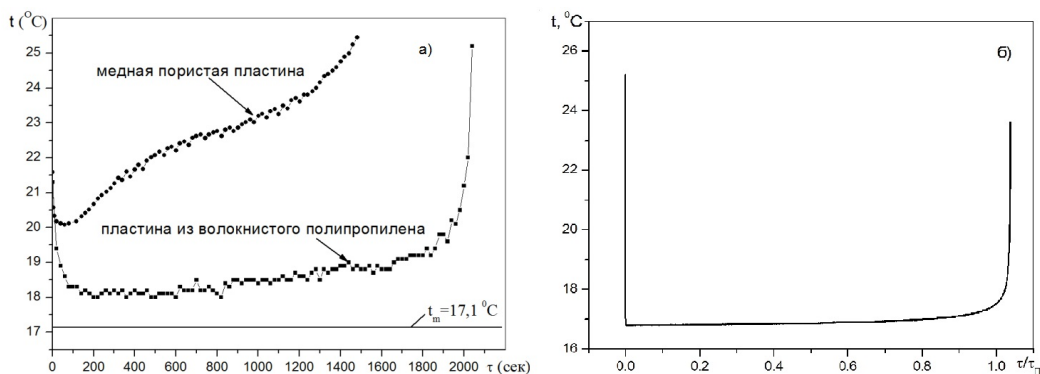 t (°C)
25
24
23
22
21
20
19
18
17
а)
медная пористая пластина
пластина из волокнистого полипропилена
tm=17,1 °C
0 200 400 600 800 1000 1200 1400 1600 1800 2000 τ (сек)
t, °C
26
24
22
20
18
16
б)
0.0 0.2 0.4 0.6 0.8 1.0 τ/τп